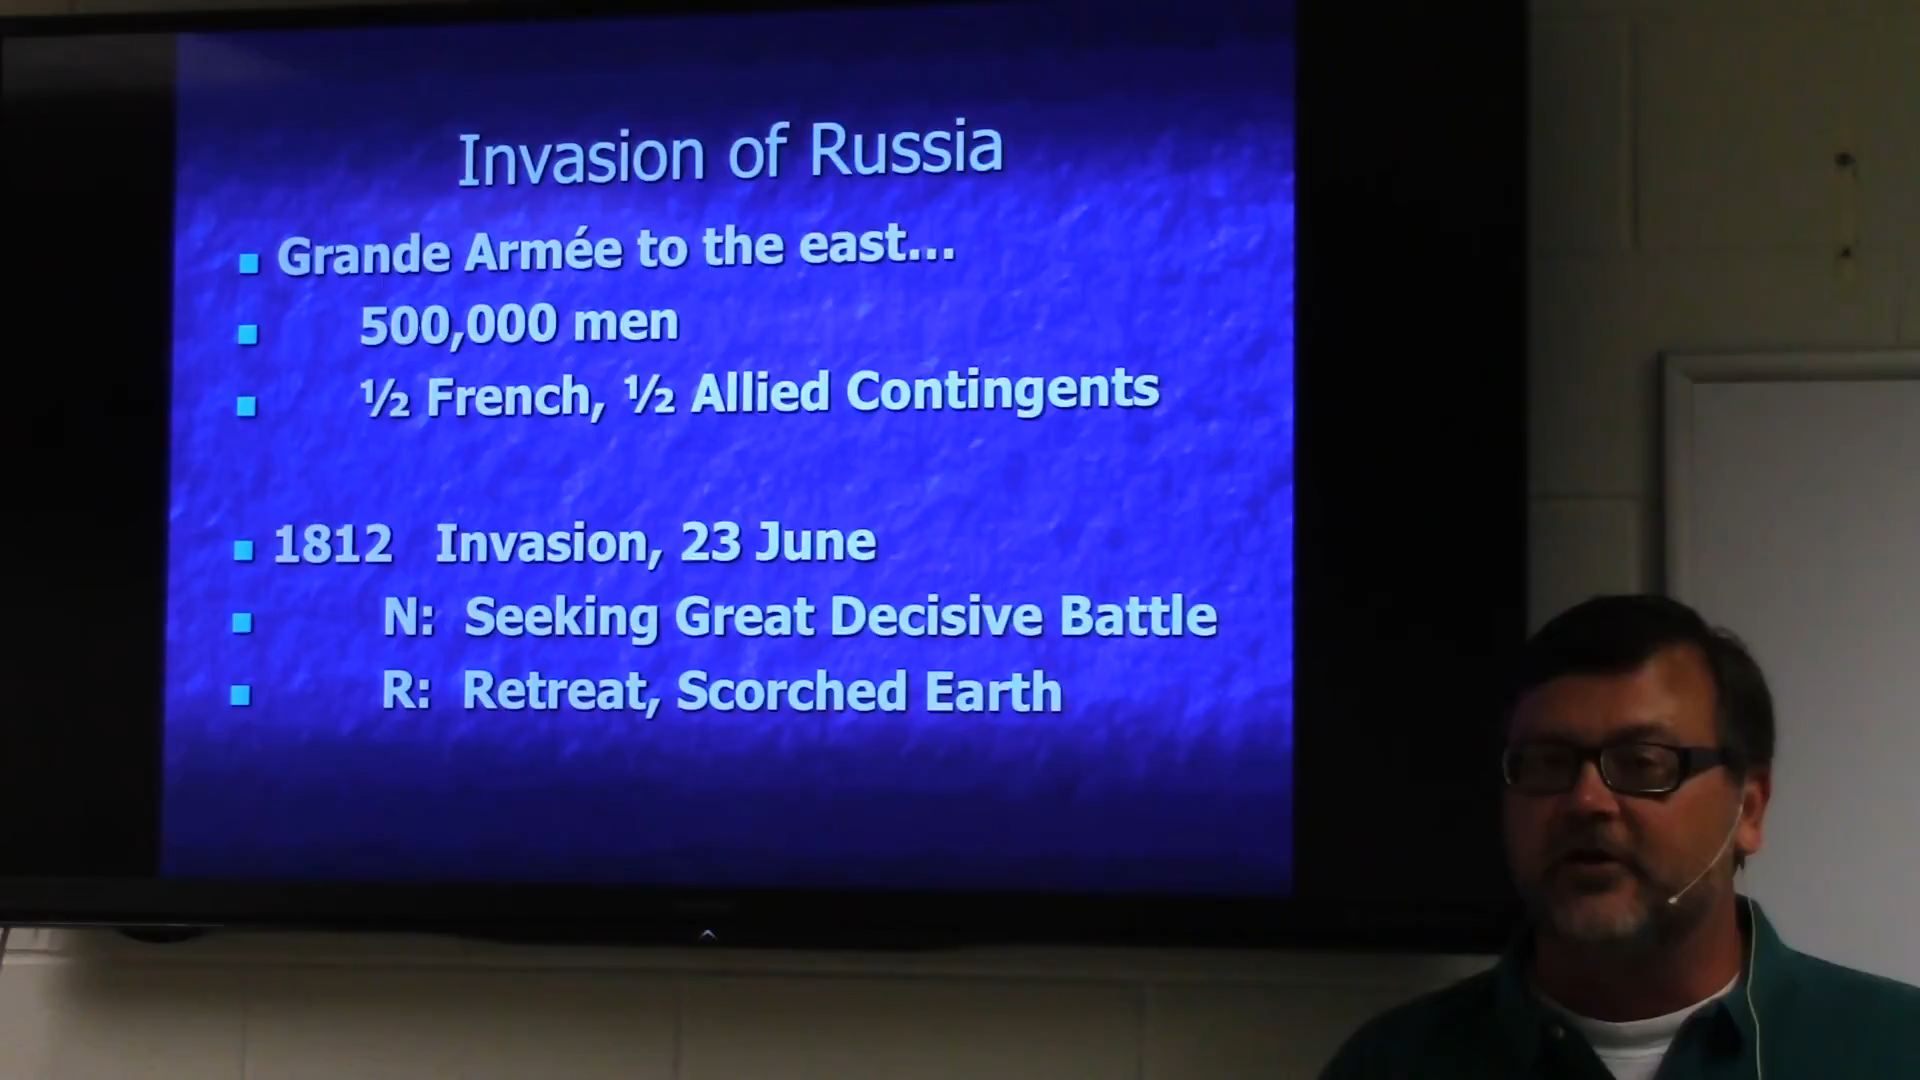 Invasion of Russia
Grande Armée to the east...
500,000 men
½ French, ½ Allied Contingents
1812 Invasion, 23 June
N: Seeking Great Decisive Battle
R: Retreat, Scorched Earth